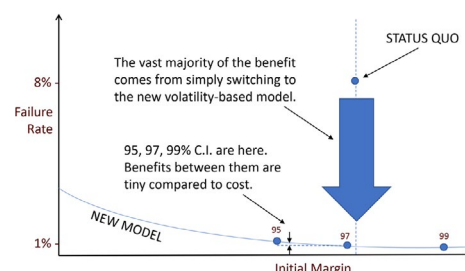 STATUS QUO
The vast majority of the benefit
comes from simply switching to
the new volatility-based model.
8%
Failure
Rate
95, 97, 99% C.I. are here.
Benefits between them are
tiny compared to cost.
NEW MODEL
95
97
99
1%
Initial Margin